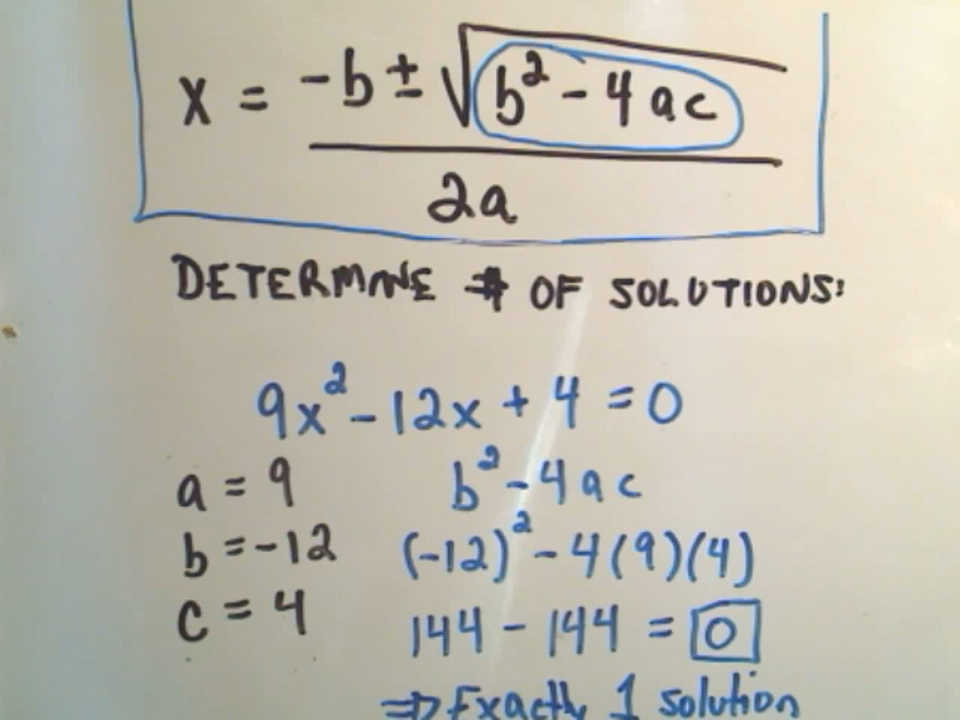 x = -b ± √(b² - 4ac)
2a
DETERMINE # OF SOLUTIONS:
9x² - 12x + 4 = 0
a = 9
b² - 4ac
b = -12
(-12)² - 4(9)(4)
c = 4
144 - 144 = 0
⇒ Exactly 1 solution